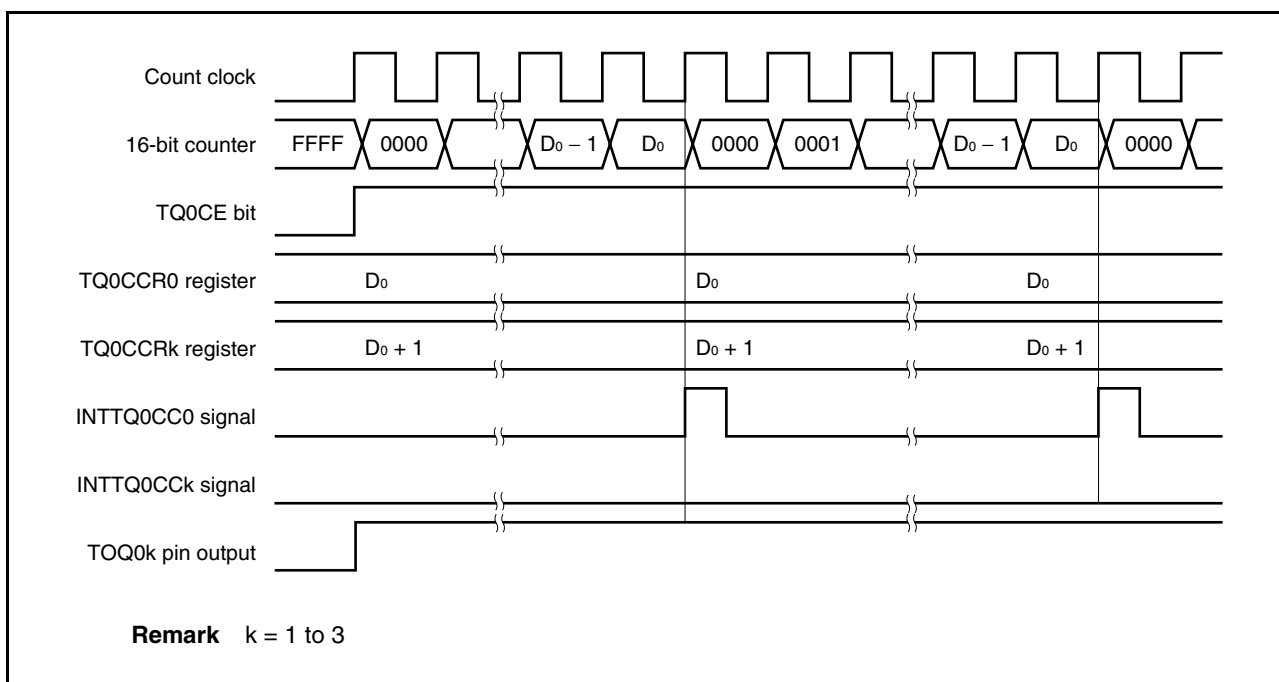 Count clock
16-bit counter FFFF 0000 D₀ − 1 D₀ 0000 0001 D₀ − 1 D₀ 0000
TQ0CE bit
TQ0CCR0 register D₀ D₀ D₀
TQ0CCRk register D₀ + 1 D₀ + 1 D₀ + 1
INTTQ0CC0 signal
INTTQ0CCk signal
TOQ0k pin output
Remark k = 1 to 3